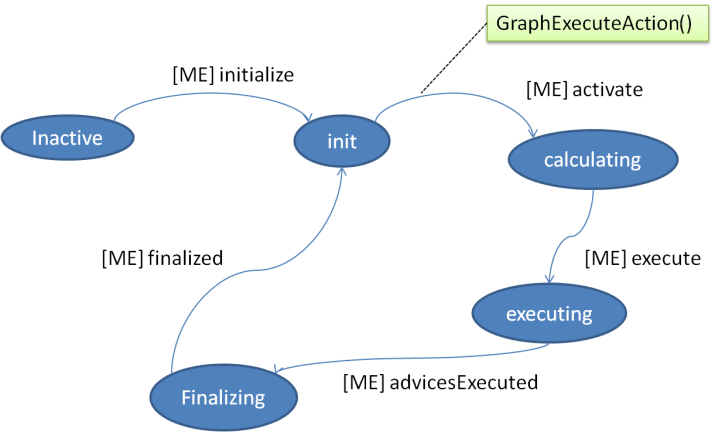 GraphExecuteAction()
[ME] initialize
[ME] activate
Inactive
init
calculating
[ME] finalized
[ME] execute
executing
[ME] advicesExecuted
Finalizing